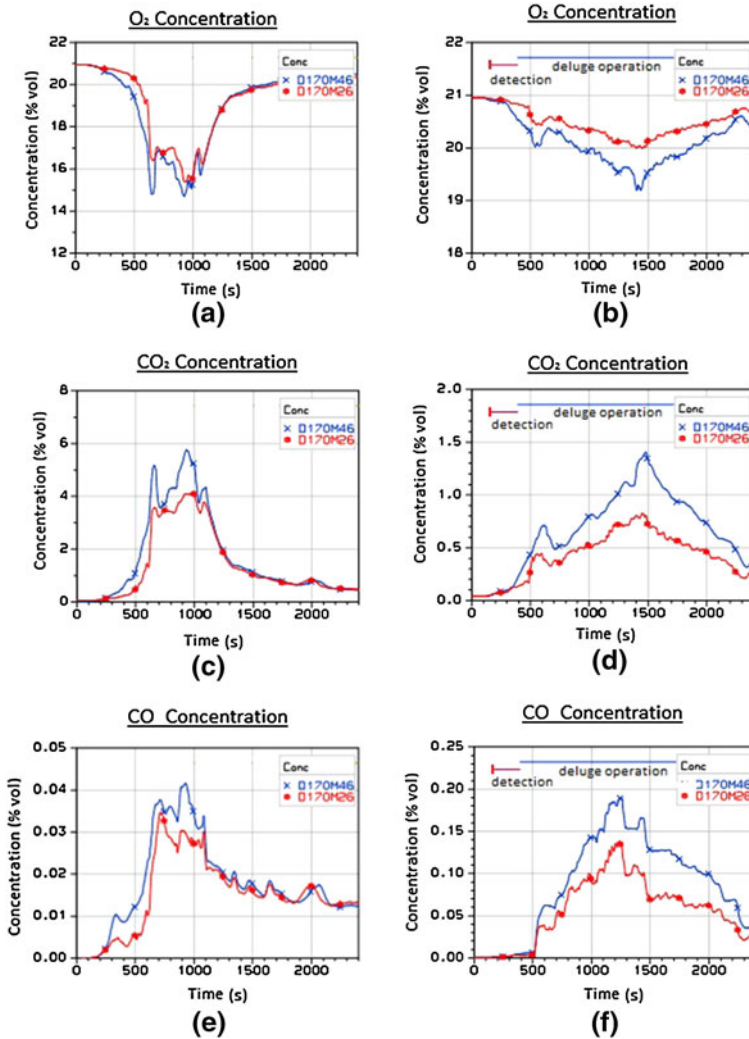 O₂ Concentration
Concentration (% vol)
22
20
18
16
14
12
0 500 1000 1500 2000
Time (s)
Conc
D170M46
D170M26
(a)
O₂ Concentration
Concentration (% vol)
22
21
20
19
18
0 500 1000 1500 2000
Time (s)
detection
deluge operation
Conc
D170M46
D170M26
(b)
CO₂ Concentration
Concentration (% vol)
8
6
4
2
0
0 500 1000 1500 2000
Time (s)
Conc
D170M46
D170M26
(c)
CO₂ Concentration
Concentration (% vol)
2.0
1.5
1.0
0.5
0.0
0 500 1000 1500 2000
Time (s)
detection
deluge operation
Conc
D170M46
D170M26
(d)
CO Concentration
Concentration (% vol)
0.05
0.04
0.03
0.02
0.01
0.00
0 500 1000 1500 2000
Time (s)
Conc
D170M46
D170M26
(e)
CO Concentration
Concentration (% vol)
0.25
0.20
0.15
0.10
0.05
0.00
0 500 1000 1500 2000
Time (s)
detection
deluge operation
Conc
D170M46
D170M26
(f)